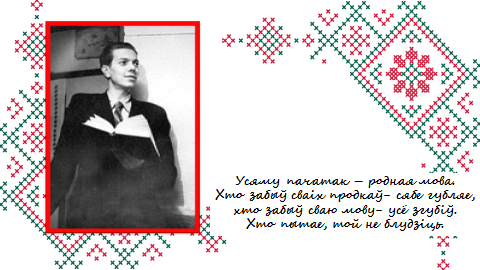 Усяму пачатак – родная мова.
Хто забыў сваіх продкаў- сябе губляе,
хто забыў сваю мову- усё згубіў.
Хто пытае, той не блудзіць.